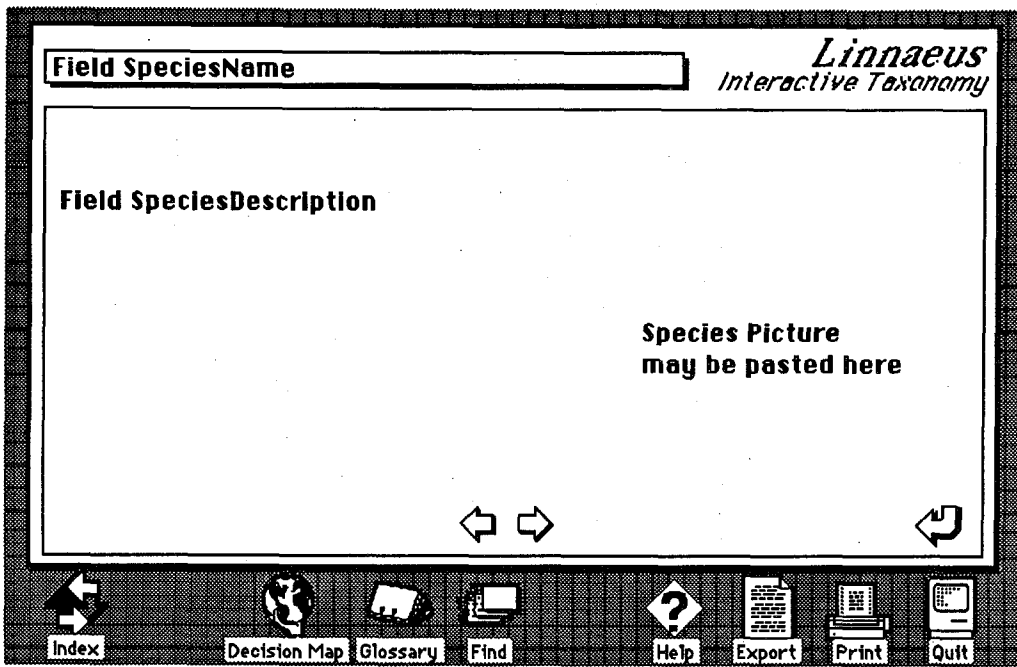 Field SpeciesName
Linnaeus
Interactive Taxonomy
Field SpeciesDescription
Species Picture
may be pasted here
?
Index
Decision Map
Glossary
Find
Help
Export
Print
Quit